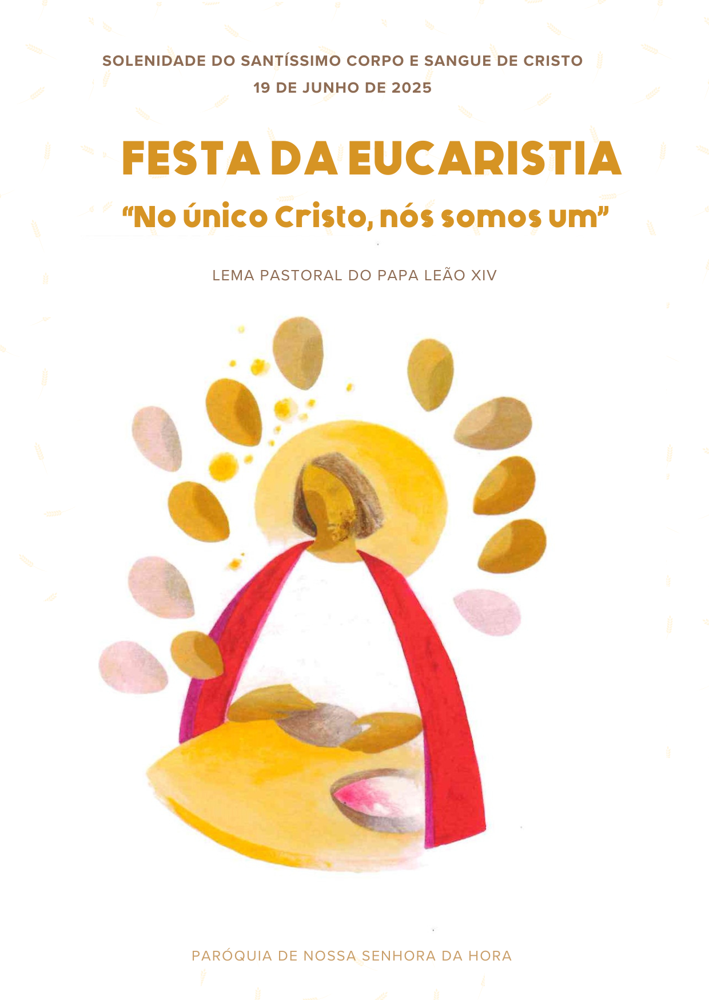 SOLENIDADE DO SANTÍSSIMO CORPO E SANGUE DE CRISTO
19 DE JUNHO DE 2025
FESTA DA EUCARISTIA
“No único Cristo, nós somos um”
LEMA PASTORAL DO PAPA LEÃO XIV
PARÓQUIA DE NOSSA SENHORA DA HORA